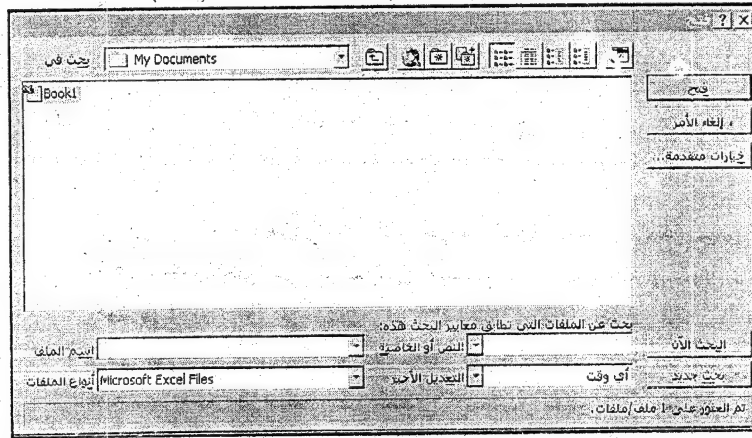 فتح
بحث في My Documents
Book1
فتح
إلغاء الأمر
خيارات متقدمة...
بحث عن الملفات التي تطابق معايير البحث هذه:
اسم الملف النص أو الخاصية البحث الآن
أنواع الملفات Microsoft Excel Files التعديل الأخير أي وقت بحث جديد
تم العثور على 1 ملف/ملفات.